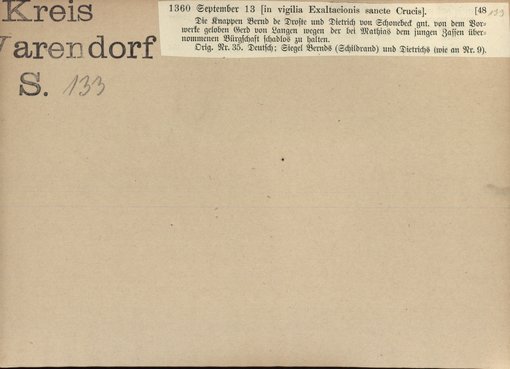 Kreis
Warendorf
S. 133
1360 September 13 [in vigilia Exaltacionis sancte Crucis]. [48 133
Die Knappen Bernd de Droste und Dietrich von Schonebeck gnt. von dem Vor-
werke geloben Gerd von Langen wegen der bei Mathias dem jungen Zassen über-
nommenen Bürgschaft schadlos zu halten.
Orig. Nr. 35. Deutsch; Siegel Bernds (Schildrand) und Dietrichs (wie an Nr. 9).